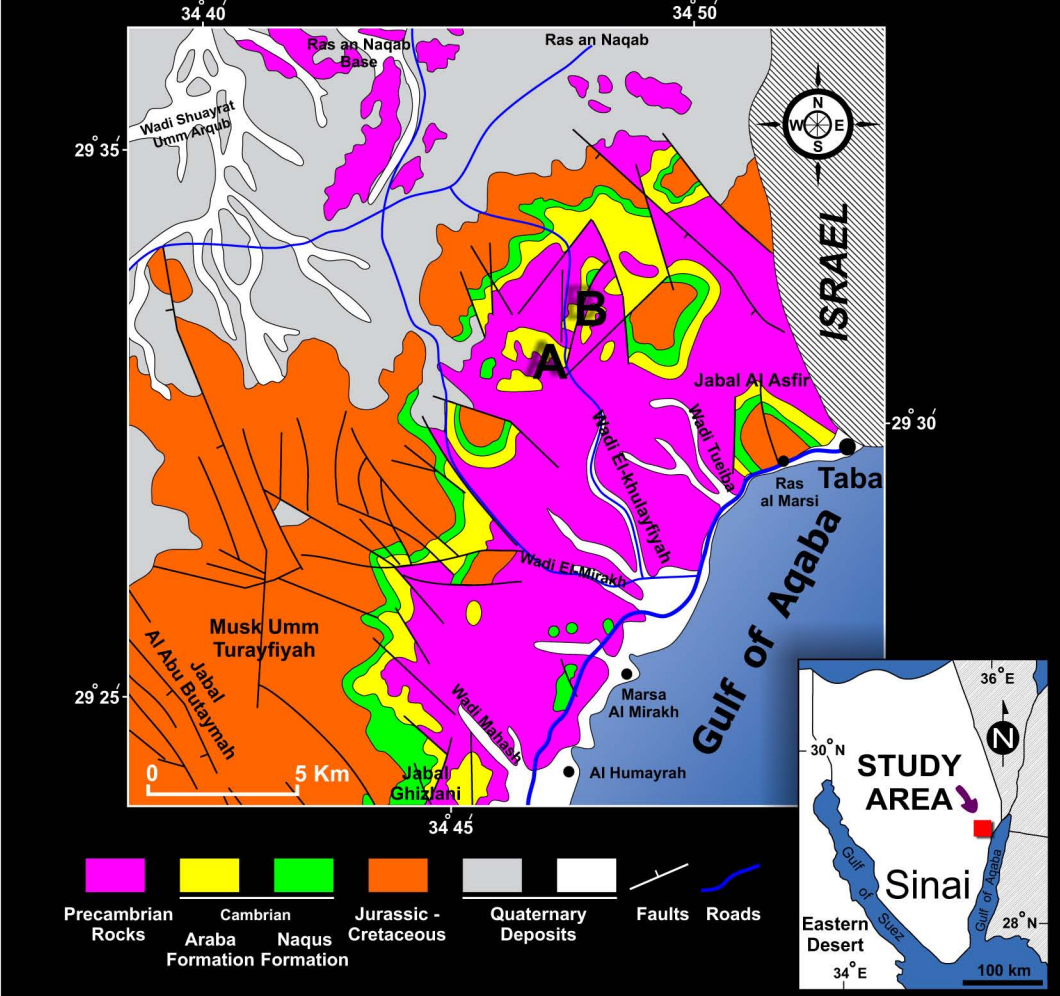 34°40′
34°50′
Ras an Naqab
Base
Ras an Naqab
Wadi Shuayrat
Umm Arqub
N
W E
S
29°35′
ISRAEL
B
A
Jabal Al Asfir
29°30′
Wadi Tueiba
Wadi El-khulayfiyah
Taba
Ras
al Marsi
Gulf of Aqaba
Wadi El-Mirakh
Musk Umm
Turayfiyah
Jabal
Al Abu Butaymah
29°25′
Marsa
Al Mirakh
Wadi Mahash
Al Humayrah
0 5 Km
Jabal
Ghizlani
34°45′
36°E
N
30°N
STUDY
AREA
Sinai
Gulf of Suez
Gulf of Aqaba
Eastern
Desert
28°N
34°E
100 km
Precambrian
Rocks
Cambrian
Araba
Formation
Naqus
Formation
Jurassic -
Cretaceous
Quaternary
Deposits
Faults
Roads